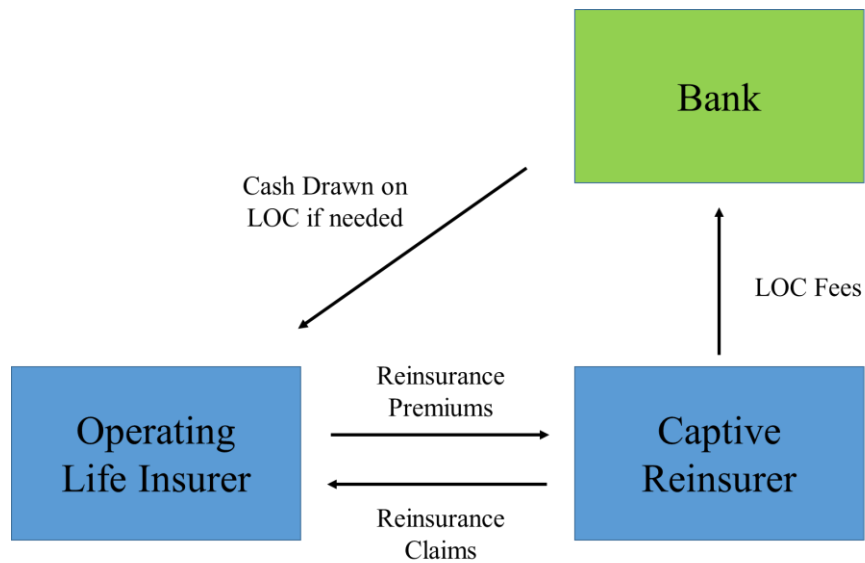 Bank
Cash Drawn on
LOC if needed
LOC Fees
Reinsurance
Premiums
Operating
Life Insurer
Captive
Reinsurer
Reinsurance
Claims